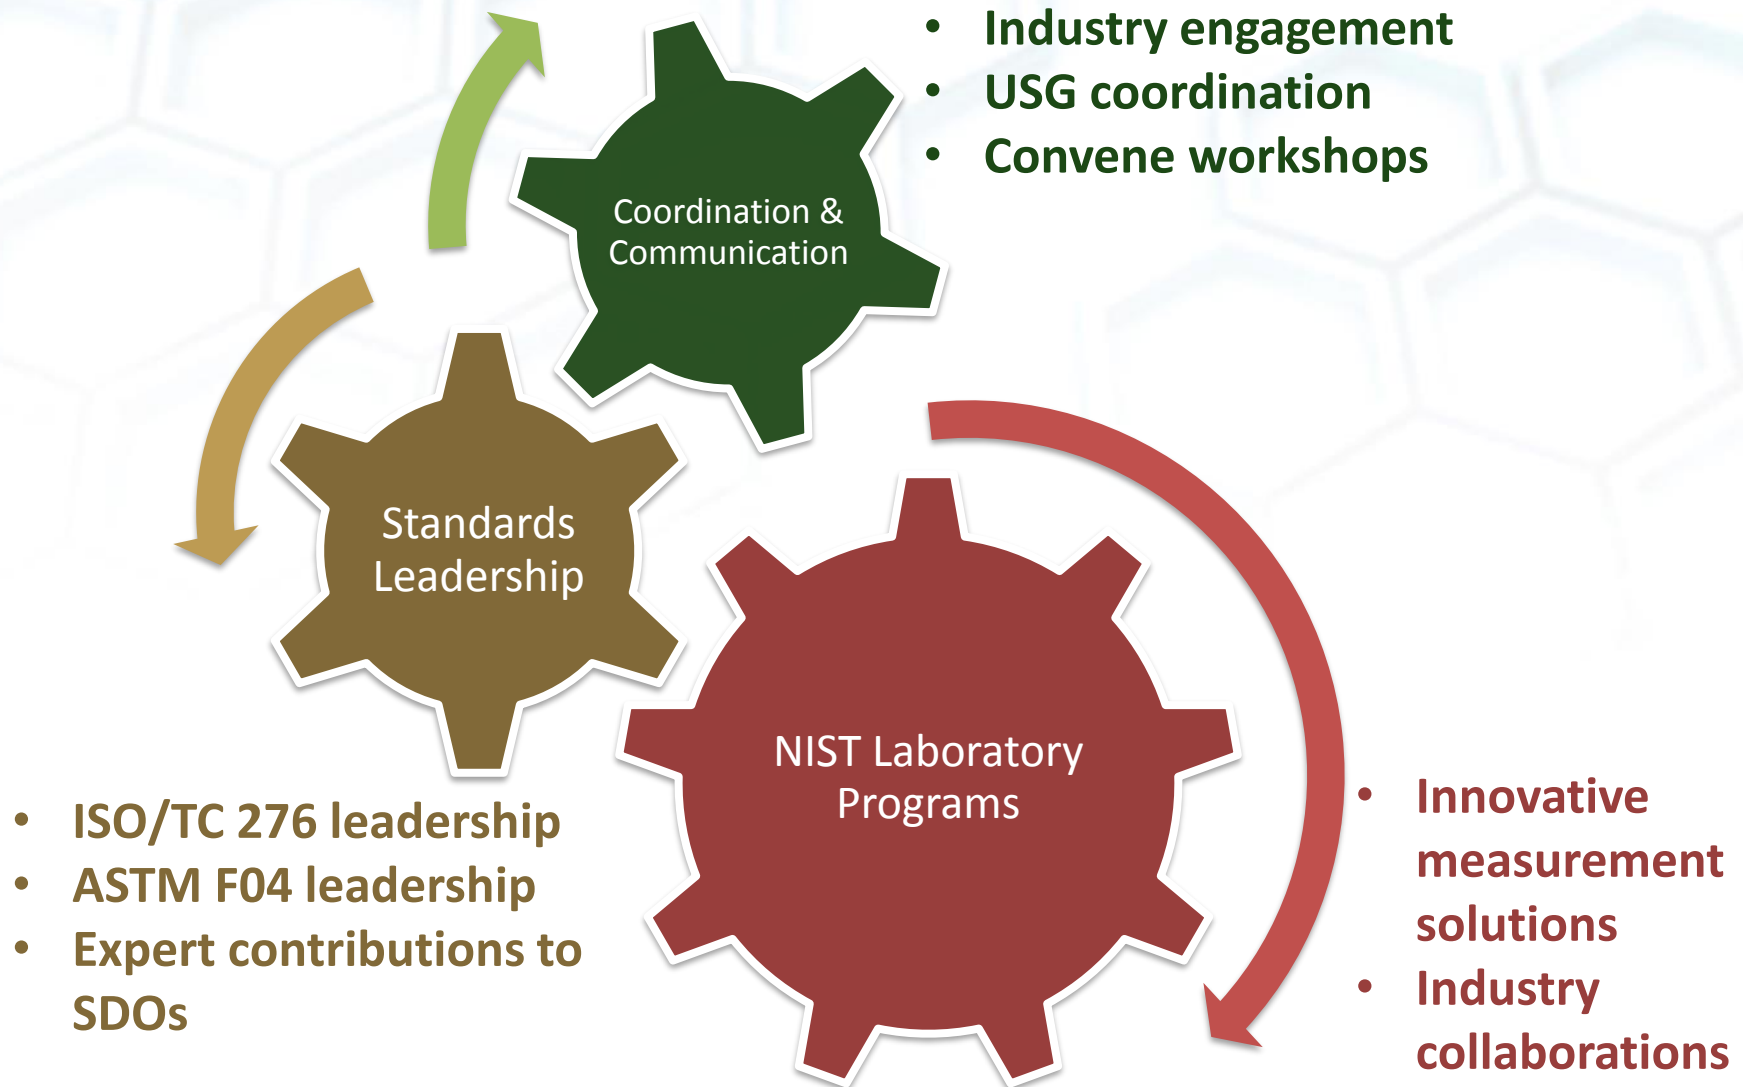 • Industry engagement
• USG coordination
• Convene workshops
Coordination &
Communication
Standards
Leadership
NIST Laboratory
Programs
• ISO/TC 276 leadership
• ASTM F04 leadership
• Expert contributions to
SDOs
• Innovative
measurement
solutions
• Industry
collaborations